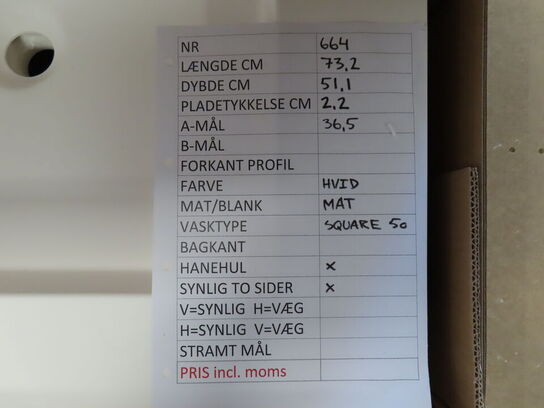 NR 664
LÆNGDE CM 73,2
DYBDE CM 51,1
PLADETYKKELSE CM 2,2
A-MÅL 36,5
B-MÅL
FORKANT PROFIL
FARVE HVID
MAT/BLANK MAT
VASKTYPE SQUARE 50
BAGKANT
HANEHUL x
SYNLIG TO SIDER x
V=SYNLIG H=VÆG
H=SYNLIG V=VÆG
STRAMT MÅL
PRIS incl. moms